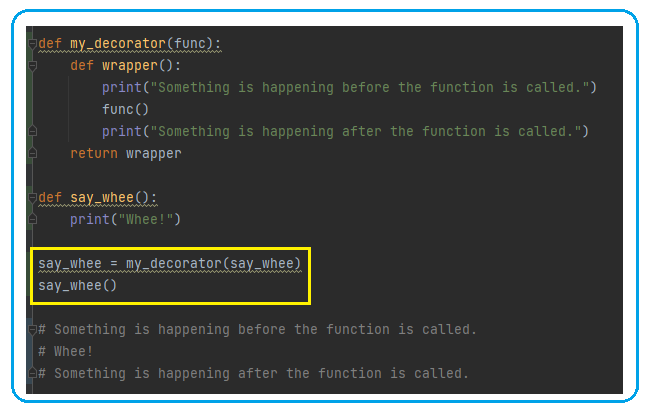 def my_decorator(func):
    def wrapper():
        print("Something is happening before the function is called.")
        func()
        print("Something is happening after the function is called.")
    return wrapper

def say_whee():
    print("Whee!")

say_whee = my_decorator(say_whee)
say_whee()

# Something is happening before the function is called.
# Whee!
# Something is happening after the function is called.